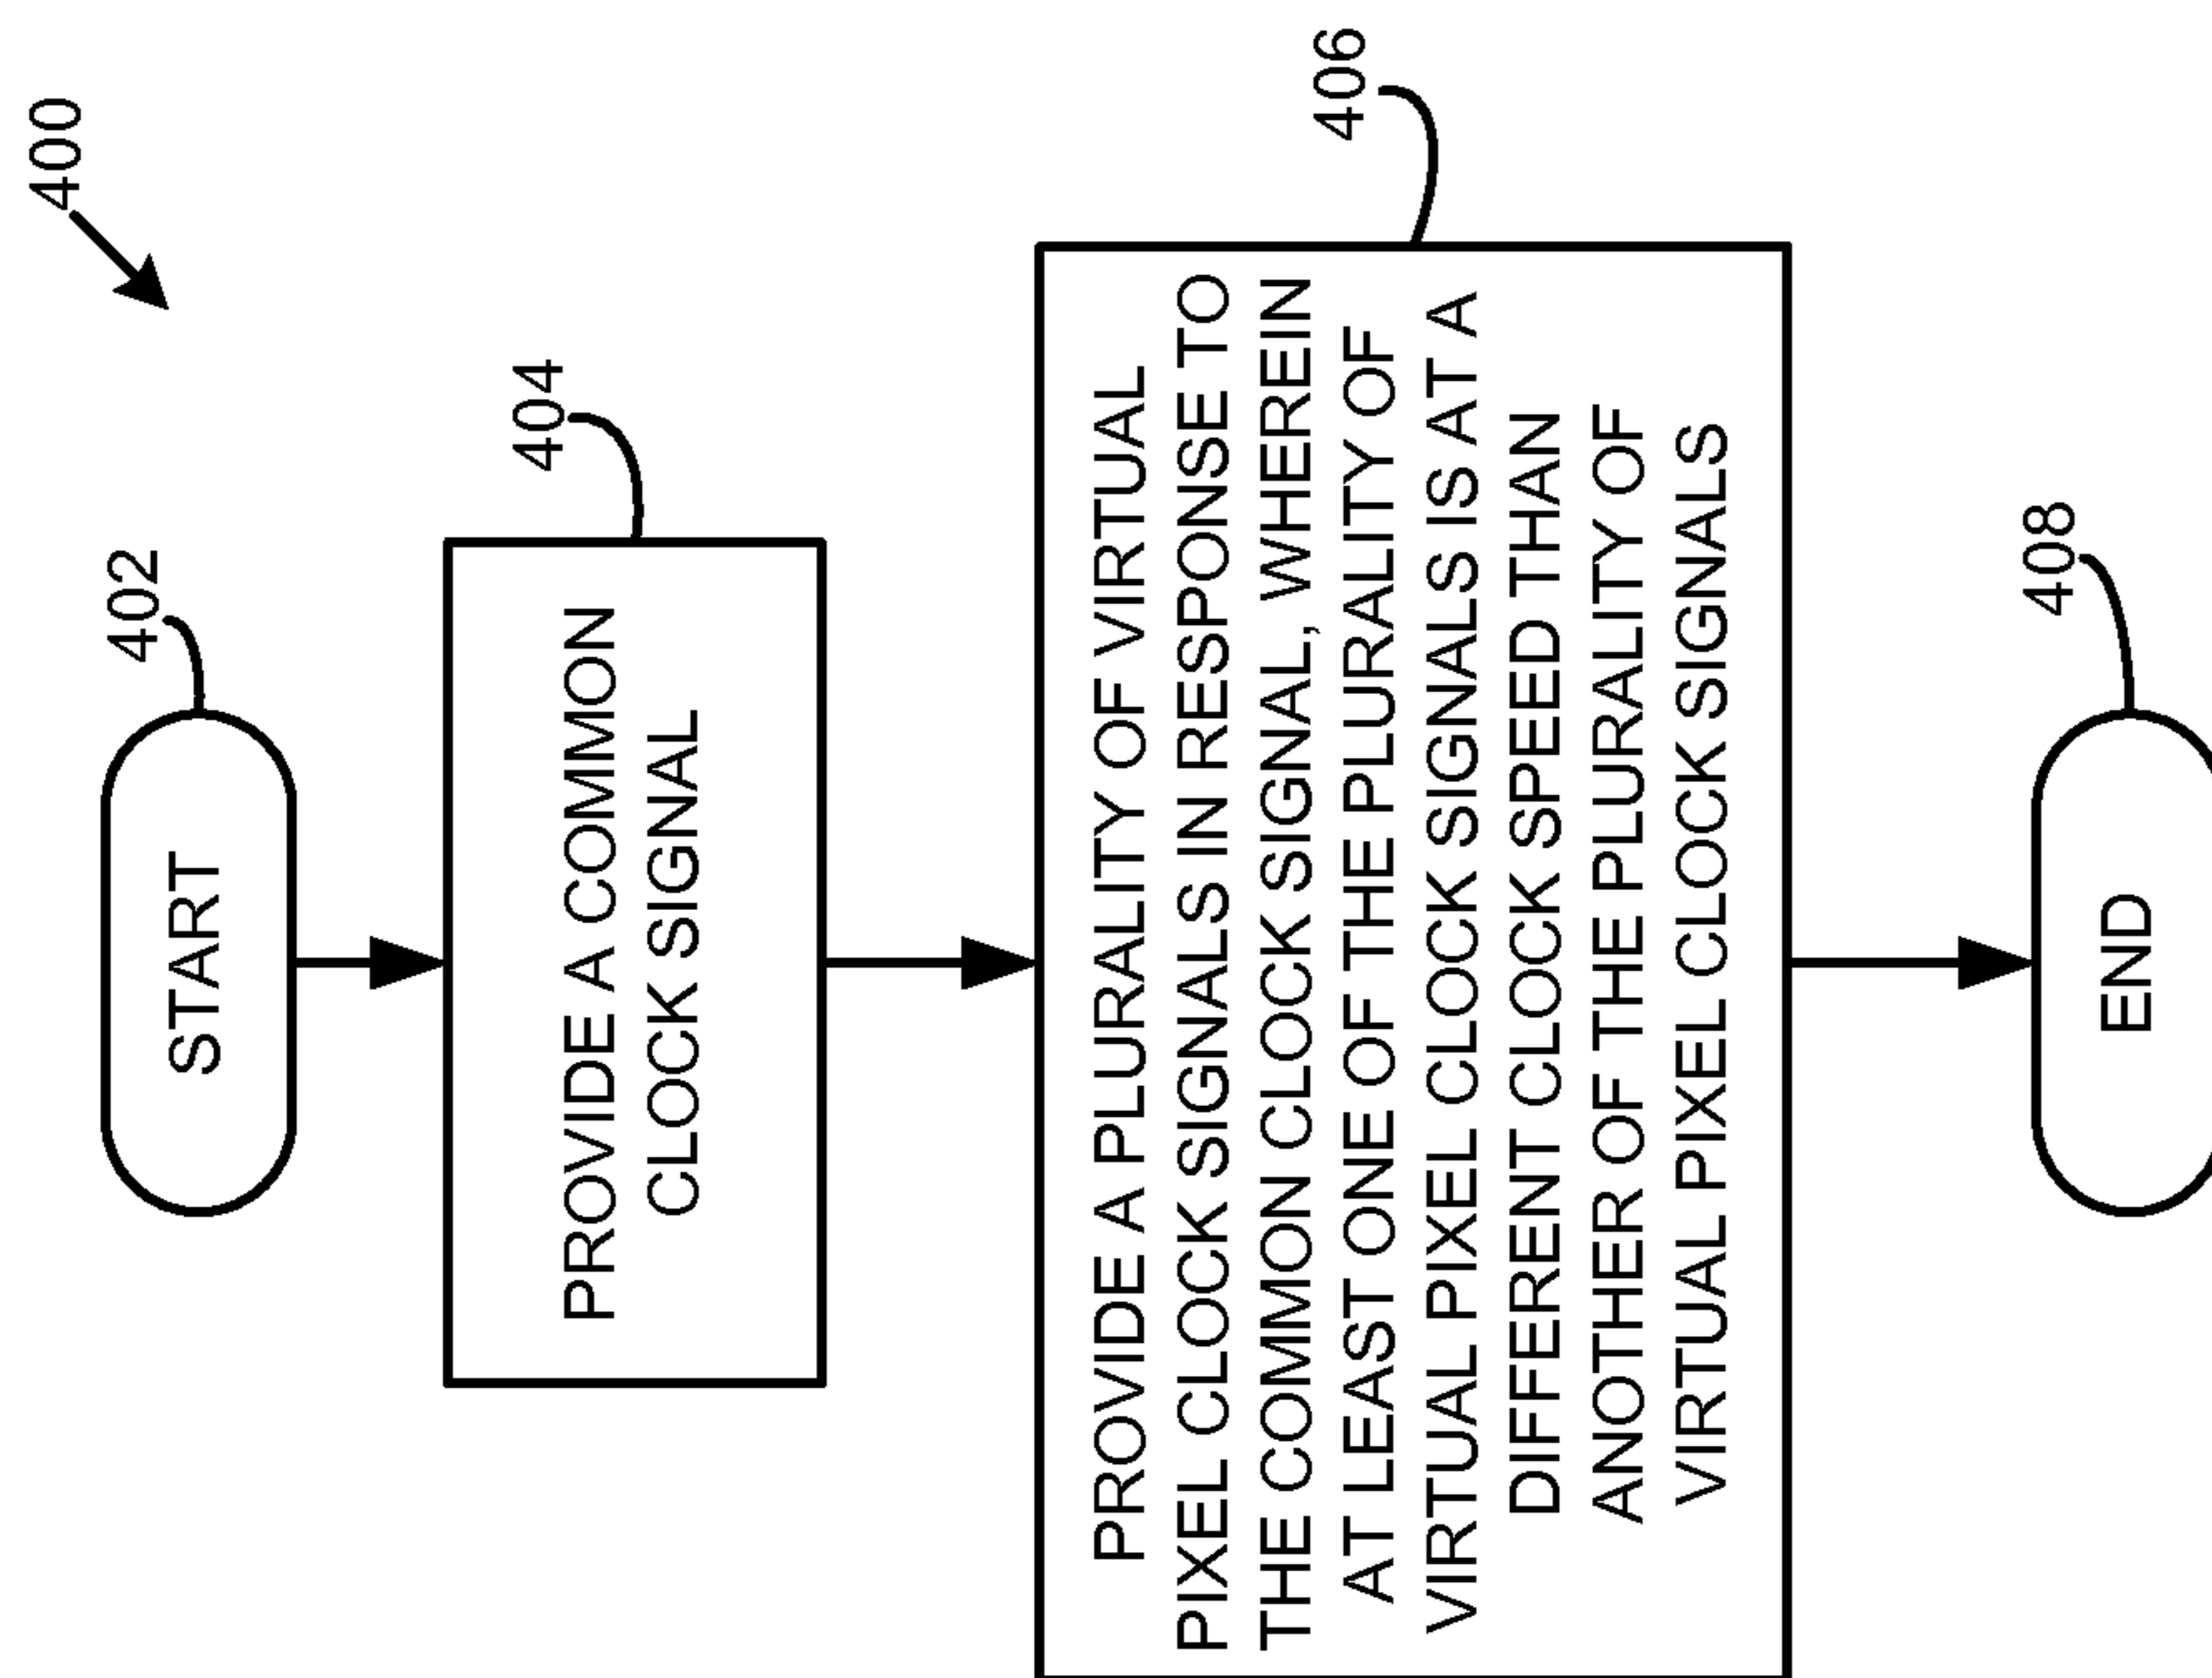 400
402
START
404
PROVIDE A COMMON
CLOCK SIGNAL
406
PROVIDE A PLURALITY OF VIRTUAL
PIXEL CLOCK SIGNALS IN RESPONSE TO
THE COMMON CLOCK SIGNAL, WHEREIN
AT LEAST ONE OF THE PLURALITY OF
VIRTUAL PIXEL CLOCK SIGNALS IS AT A
DIFFERENT CLOCK SPEED THAN
ANOTHER OF THE PLURALITY OF
VIRTUAL PIXEL CLOCK SIGNALS
408
END